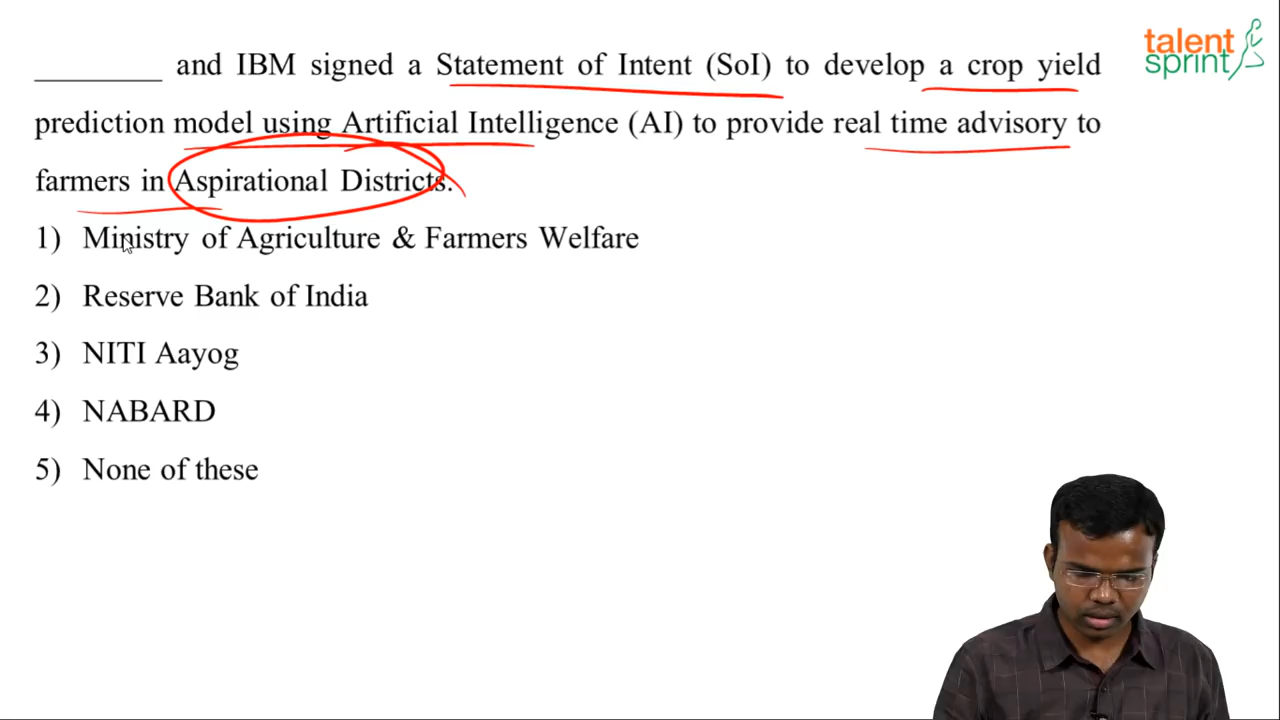 talent
sprint
_________ and IBM signed a Statement of Intent (SoI) to develop a crop yield
prediction model using Artificial Intelligence (AI) to provide real time advisory to
farmers in Aspirational Districts.
1) Ministry of Agriculture & Farmers Welfare
2) Reserve Bank of India
3) NITI Aayog
4) NABARD
5) None of these